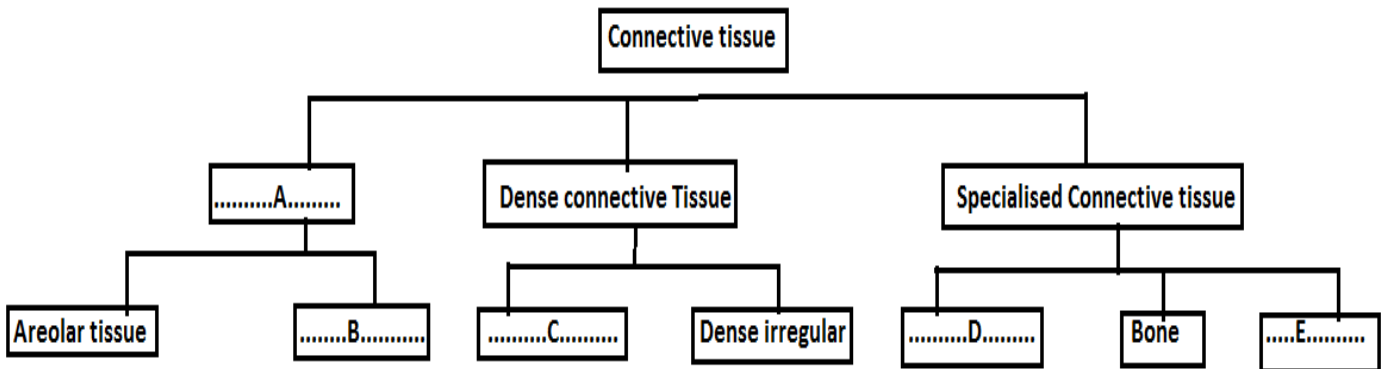 Connective tissue
..........A.........
Dense connective Tissue
Specialised Connective tissue
Areolar tissue
........B...........
..........C..........
Dense irregular
..........D.........
Bone
.....E..........